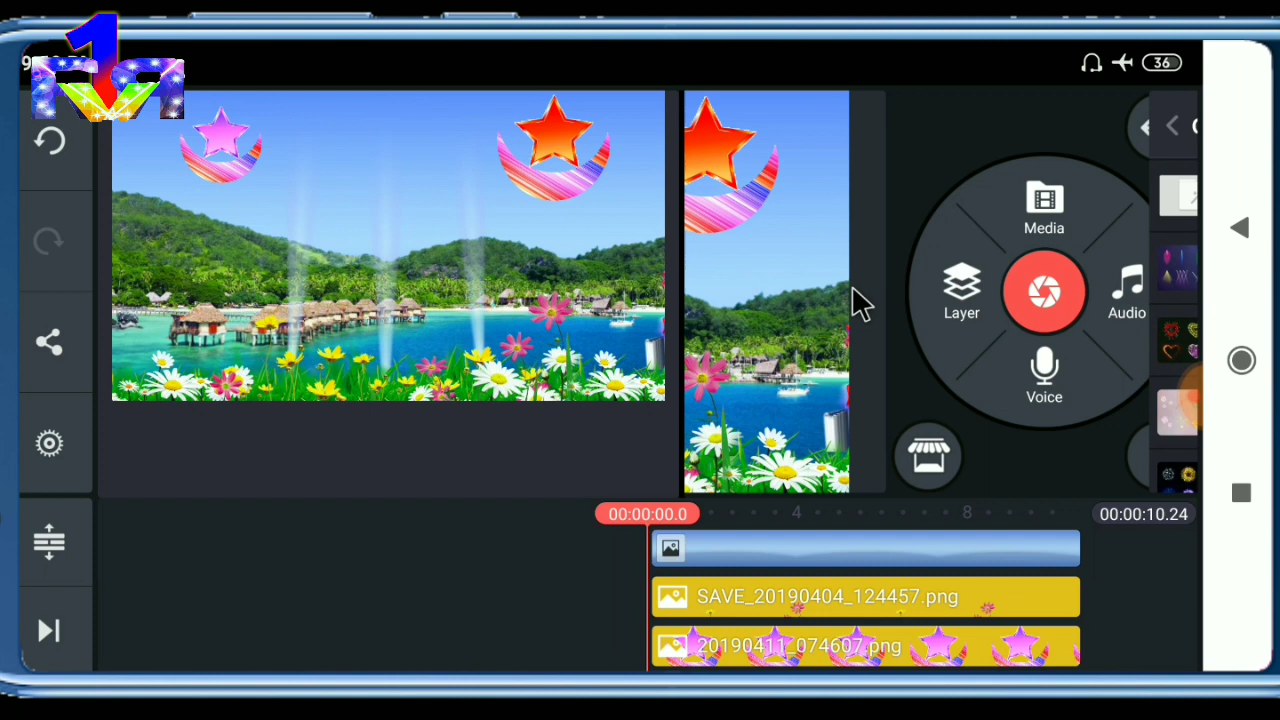 36
Media
Layer
Audio
Voice
00:00:00.0
4
8
00:00:10.24
SAVE_20190404_124457.png
20190411_074607.png